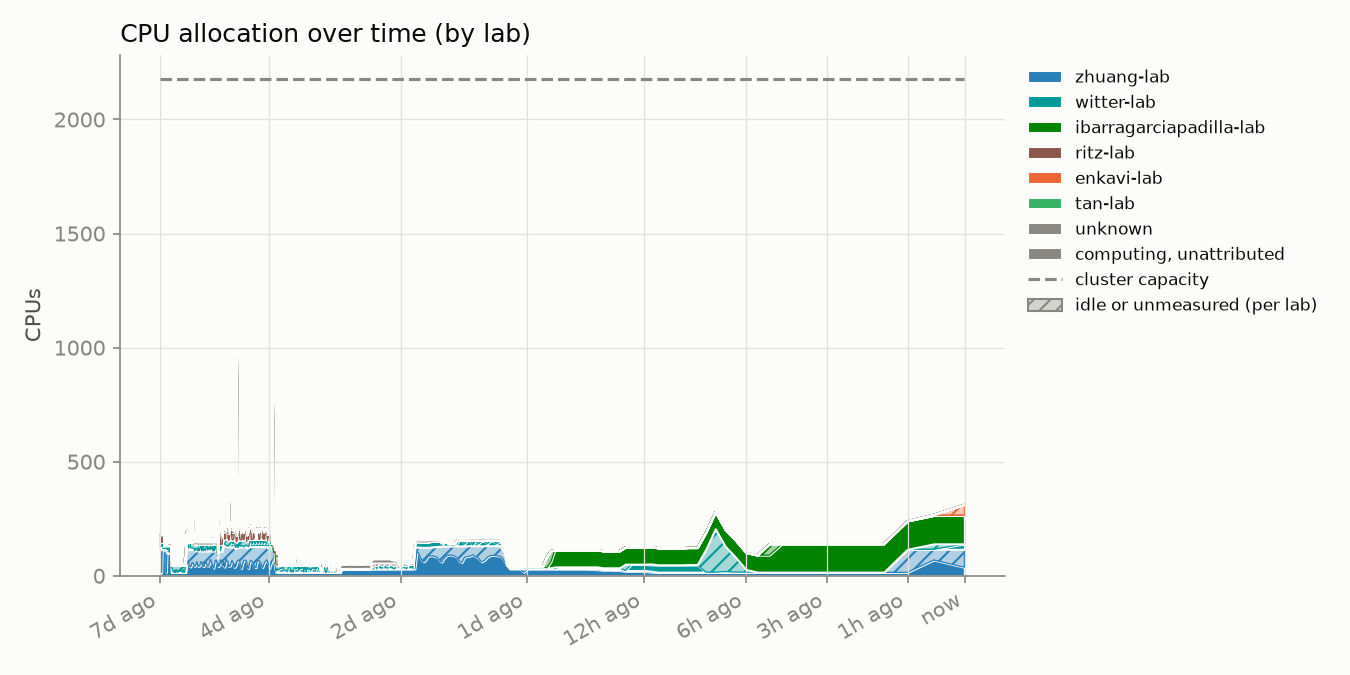 CPU allocation over time (by lab)
CPUs
2000
1500
1000
500
0
7d ago
4d ago
2d ago
1d ago
12h ago
6h ago
3h ago
1h ago
now
zhuang-lab
witter-lab
ibarragarciapadilla-lab
ritz-lab
enkavi-lab
tan-lab
unknown
computing, unattributed
cluster capacity
idle or unmeasured (per lab)